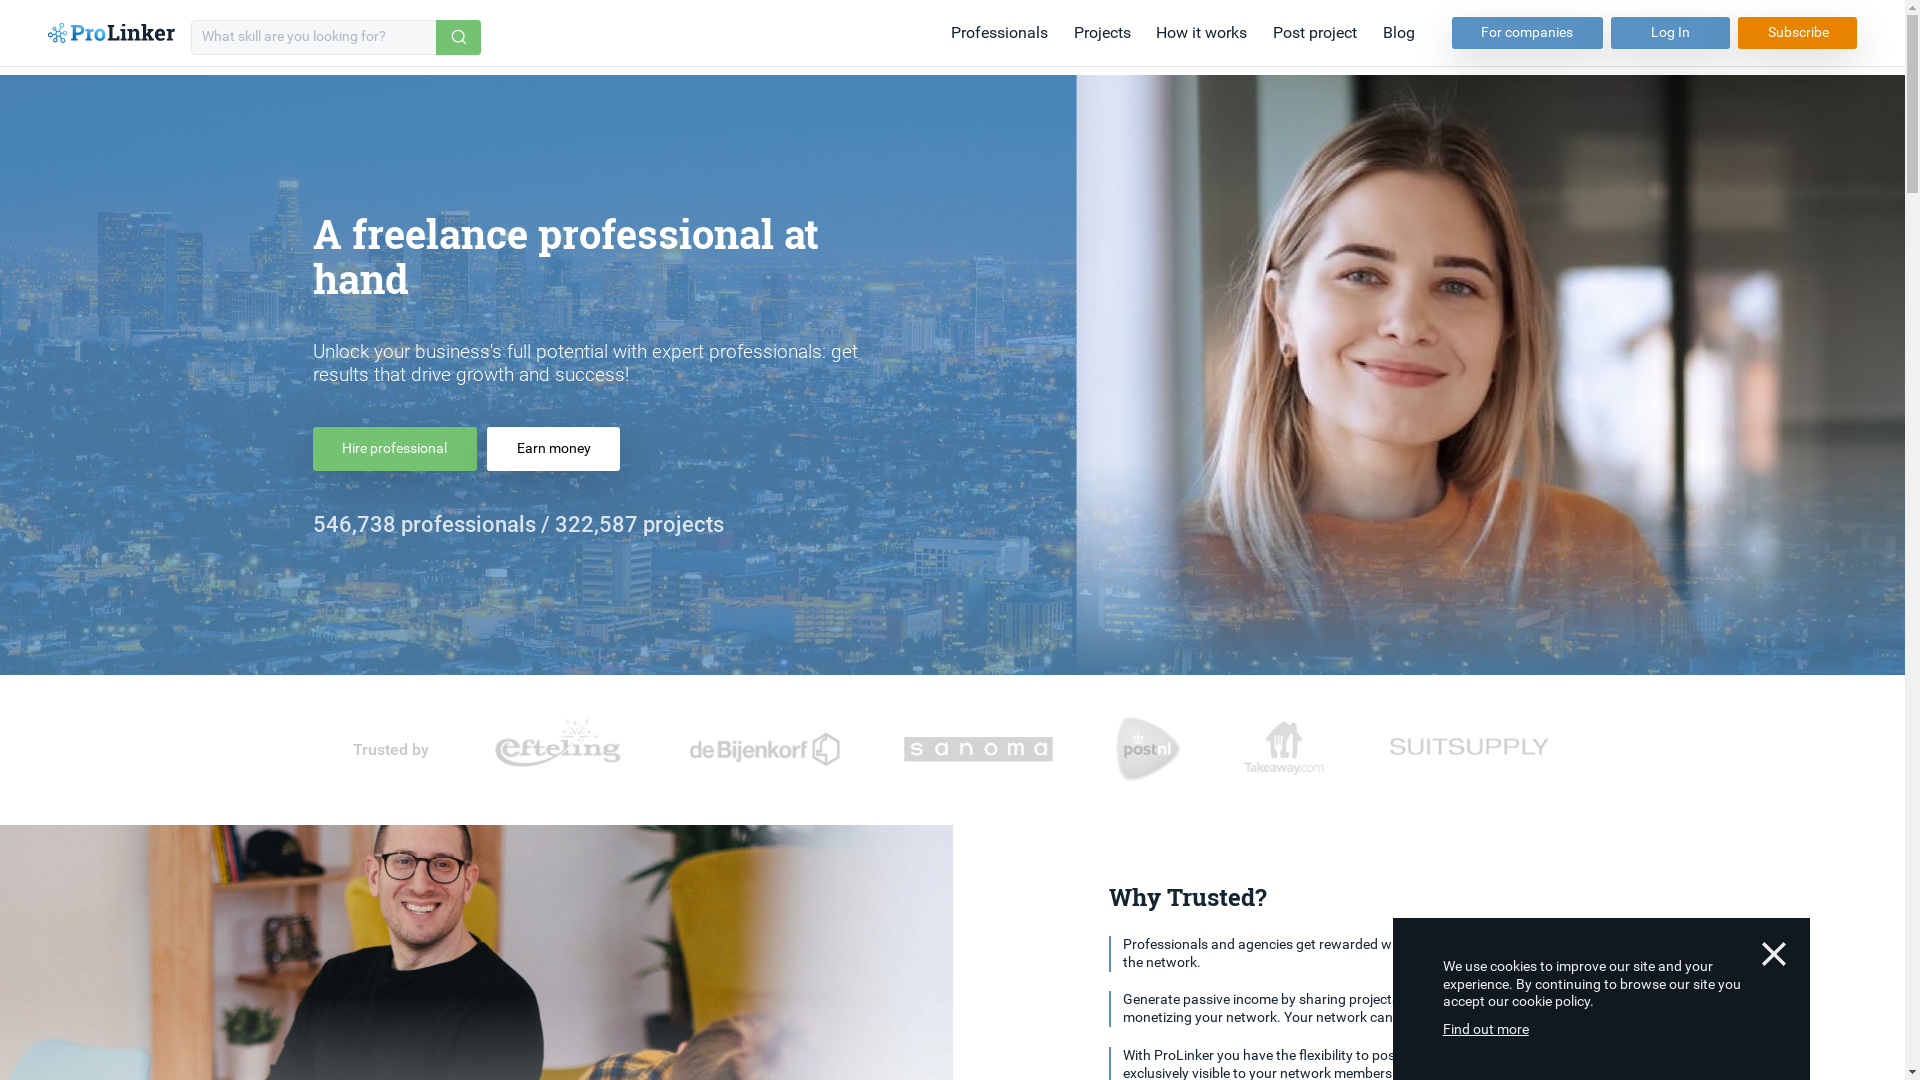 ProLinker
What skill are you looking for?
Professionals
Projects
How it works
Post project
Blog
For companies
Log In
Subscribe
A freelance professional at
hand
Unlock your business's full potential with expert professionals: get
results that drive growth and success!
Hire professional
Earn money
546,738 professionals / 322,587 projects
Trusted by
efteling
de Bijenkorf
sanoma
postnl
Takeaway.com
SUITSUPPLY
Why Trusted?
Professionals and agencies get rewarded w
the network.
Generate passive income by sharing project
monetizing your network. Your network can
With ProLinker you have the flexibility to pos
exclusively visible to your network members
We use cookies to improve our site and your
experience. By continuing to browse our site you
accept our cookie policy.
Find out more